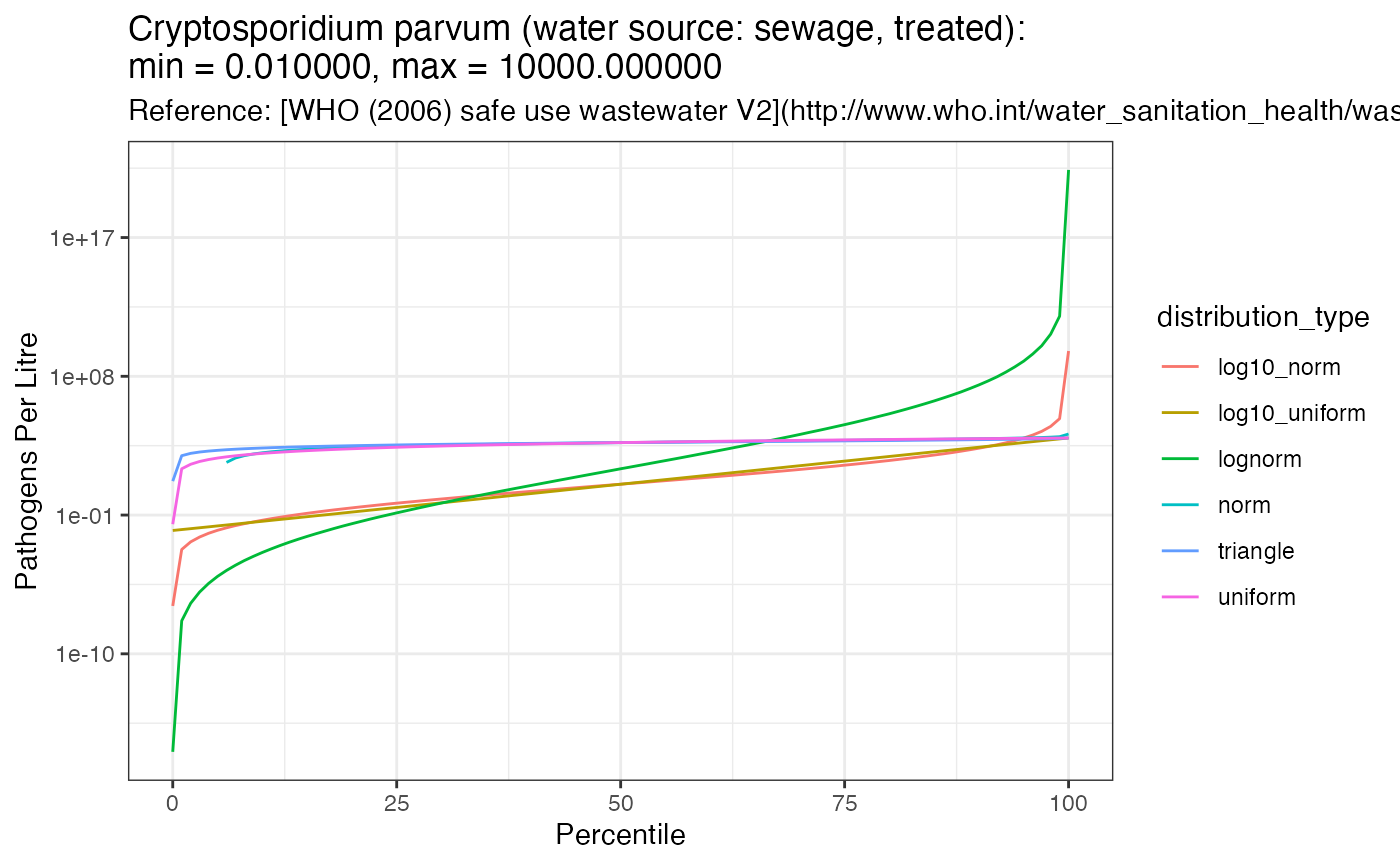 Cryptosporidium parvum (water source: sewage, treated):
min = 0.010000, max = 10000.000000
Reference: [WHO (2006) safe use wastewater V2](http://www.who.int/water_sanitation_health/was
1e+17
1e+08
1e-01
1e-10
Pathogens Per Litre
0 25 50 75 100
Percentile
distribution_type
log10_norm
log10_uniform
lognorm
norm
triangle
uniform